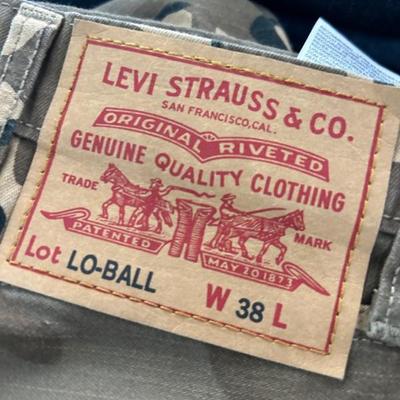 LEVI STRAUSS & CO.
SAN FRANCISCO, CAL.
ORIGINAL RIVETED
GENUINE QUALITY CLOTHING
TRADE MARK
PATENTED MAY 20 1873
Lot LO-BALL W 38 L